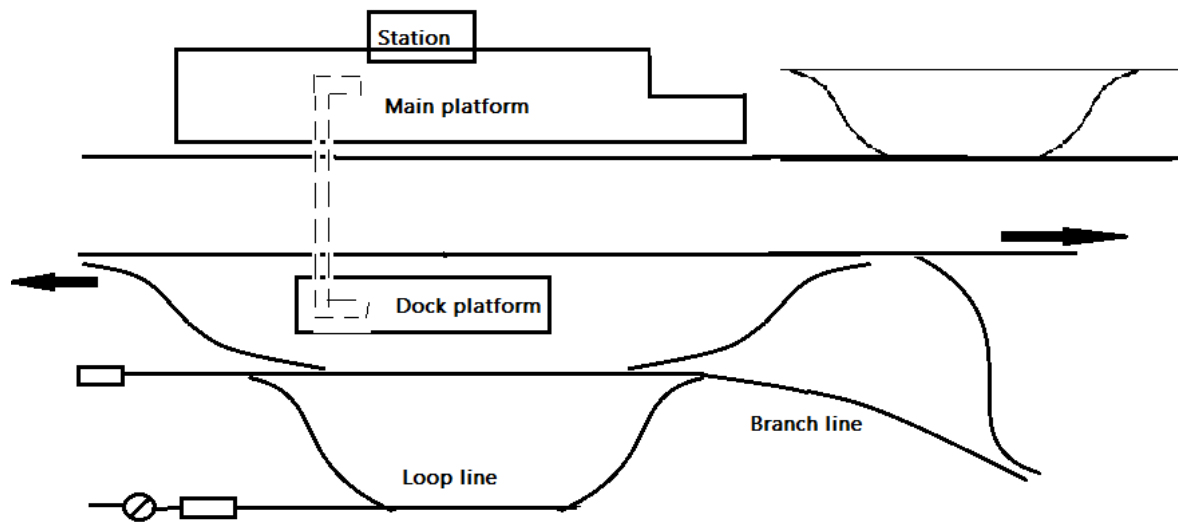 Station
Main platform
Dock platform
Branch line
Loop line